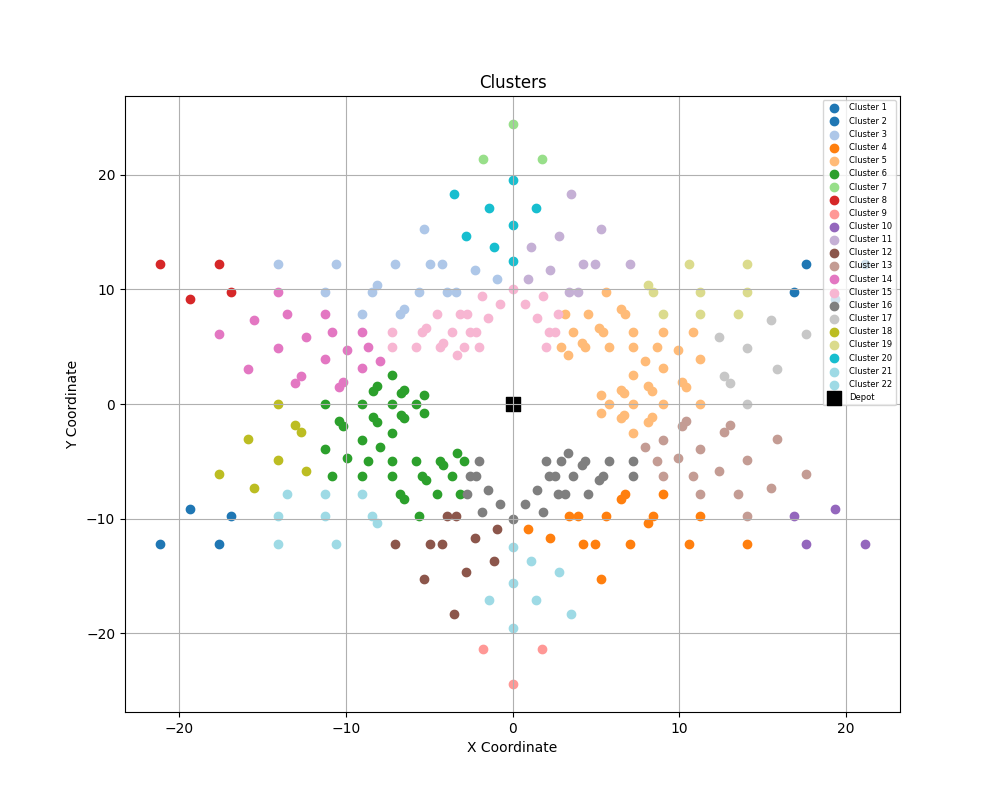 Clusters
Cluster 1
Cluster 2
Cluster 3
Cluster 4
Cluster 5
Cluster 6
Cluster 7
Cluster 8
Cluster 9
Cluster 10
Cluster 11
Cluster 12
Cluster 13
Cluster 14
Cluster 15
Cluster 16
Cluster 17
Cluster 18
Cluster 19
Cluster 20
Cluster 21
Cluster 22
Depot
20
10
0
−10
−20
Y Coordinate
−20
−10
0
10
20
X Coordinate